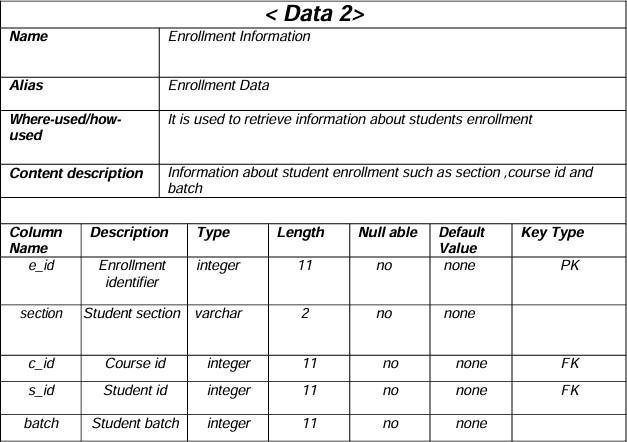 < Data 2>
Name Enrollment Information
Alias Enrollment Data
Where-used/how- It is used to retrieve information about students enrollment
used
Content description Information about student enrollment such as section ,course id and
batch
Column Description Type Length Null able Default Key Type
Name Value
e_id Enrollment integer 11 no none PK
identifier
section Student section varchar 2 no none
c_id Course id integer 11 no none FK
s_id Student id integer 11 no none FK
batch Student batch integer 11 no none